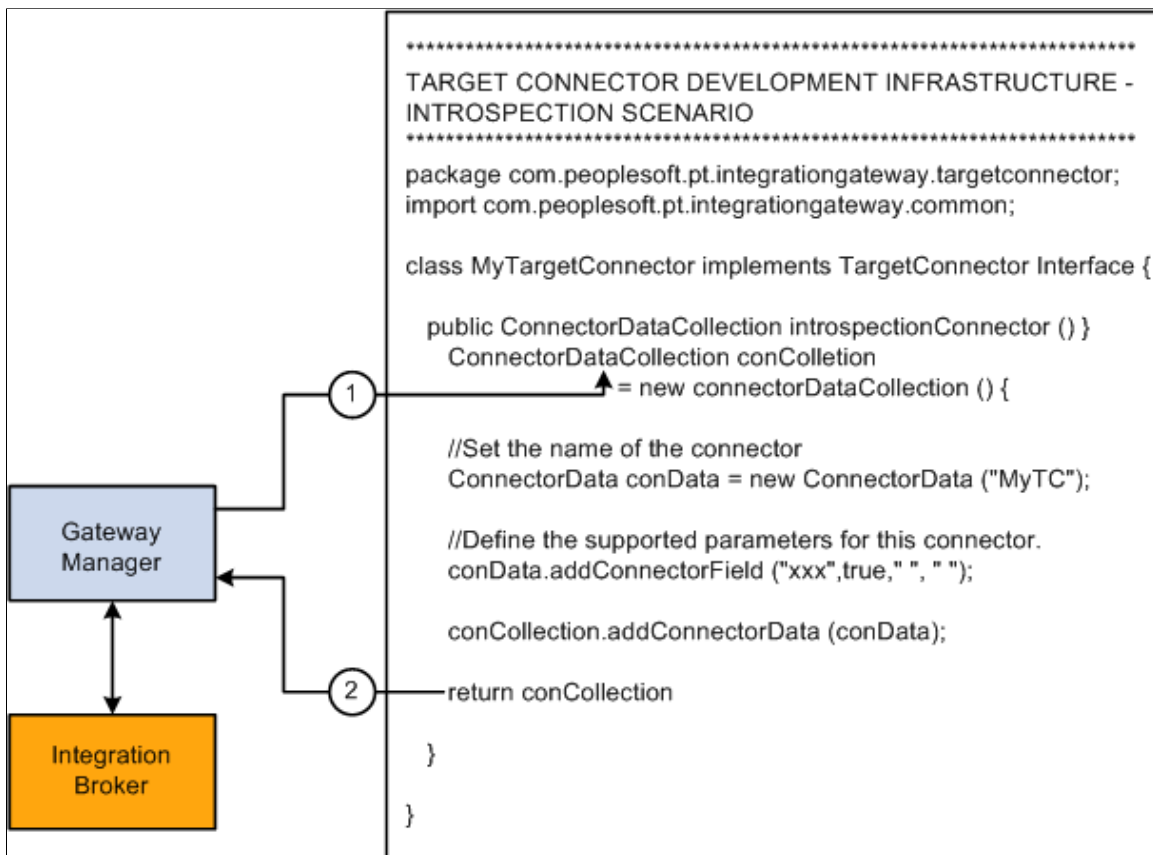 **************************************************************************
TARGET CONNECTOR DEVELOPMENT INFRASTRUCTURE -
INTROSPECTION SCENARIO
**************************************************************************
package com.peoplesoft.pt.integrationgateway.targetconnector;
import com.peoplesoft.pt.integrationgateway.common;
class MyTargetConnector implements TargetConnector Interface {
public ConnectorDataCollection introspectionConnector () }
ConnectorDataCollection conColletion
= new connectorDataCollection () {
1
//Set the name of the connector
ConnectorData conData = new ConnectorData ("MyTC");
Gateway
Manager
//Define the supported parameters for this connector.
conData.addConnectorField ("xxx",true," ", " ");
conCollection.addConnectorData (conData);
2
return conCollection
}
}
Integration
Broker